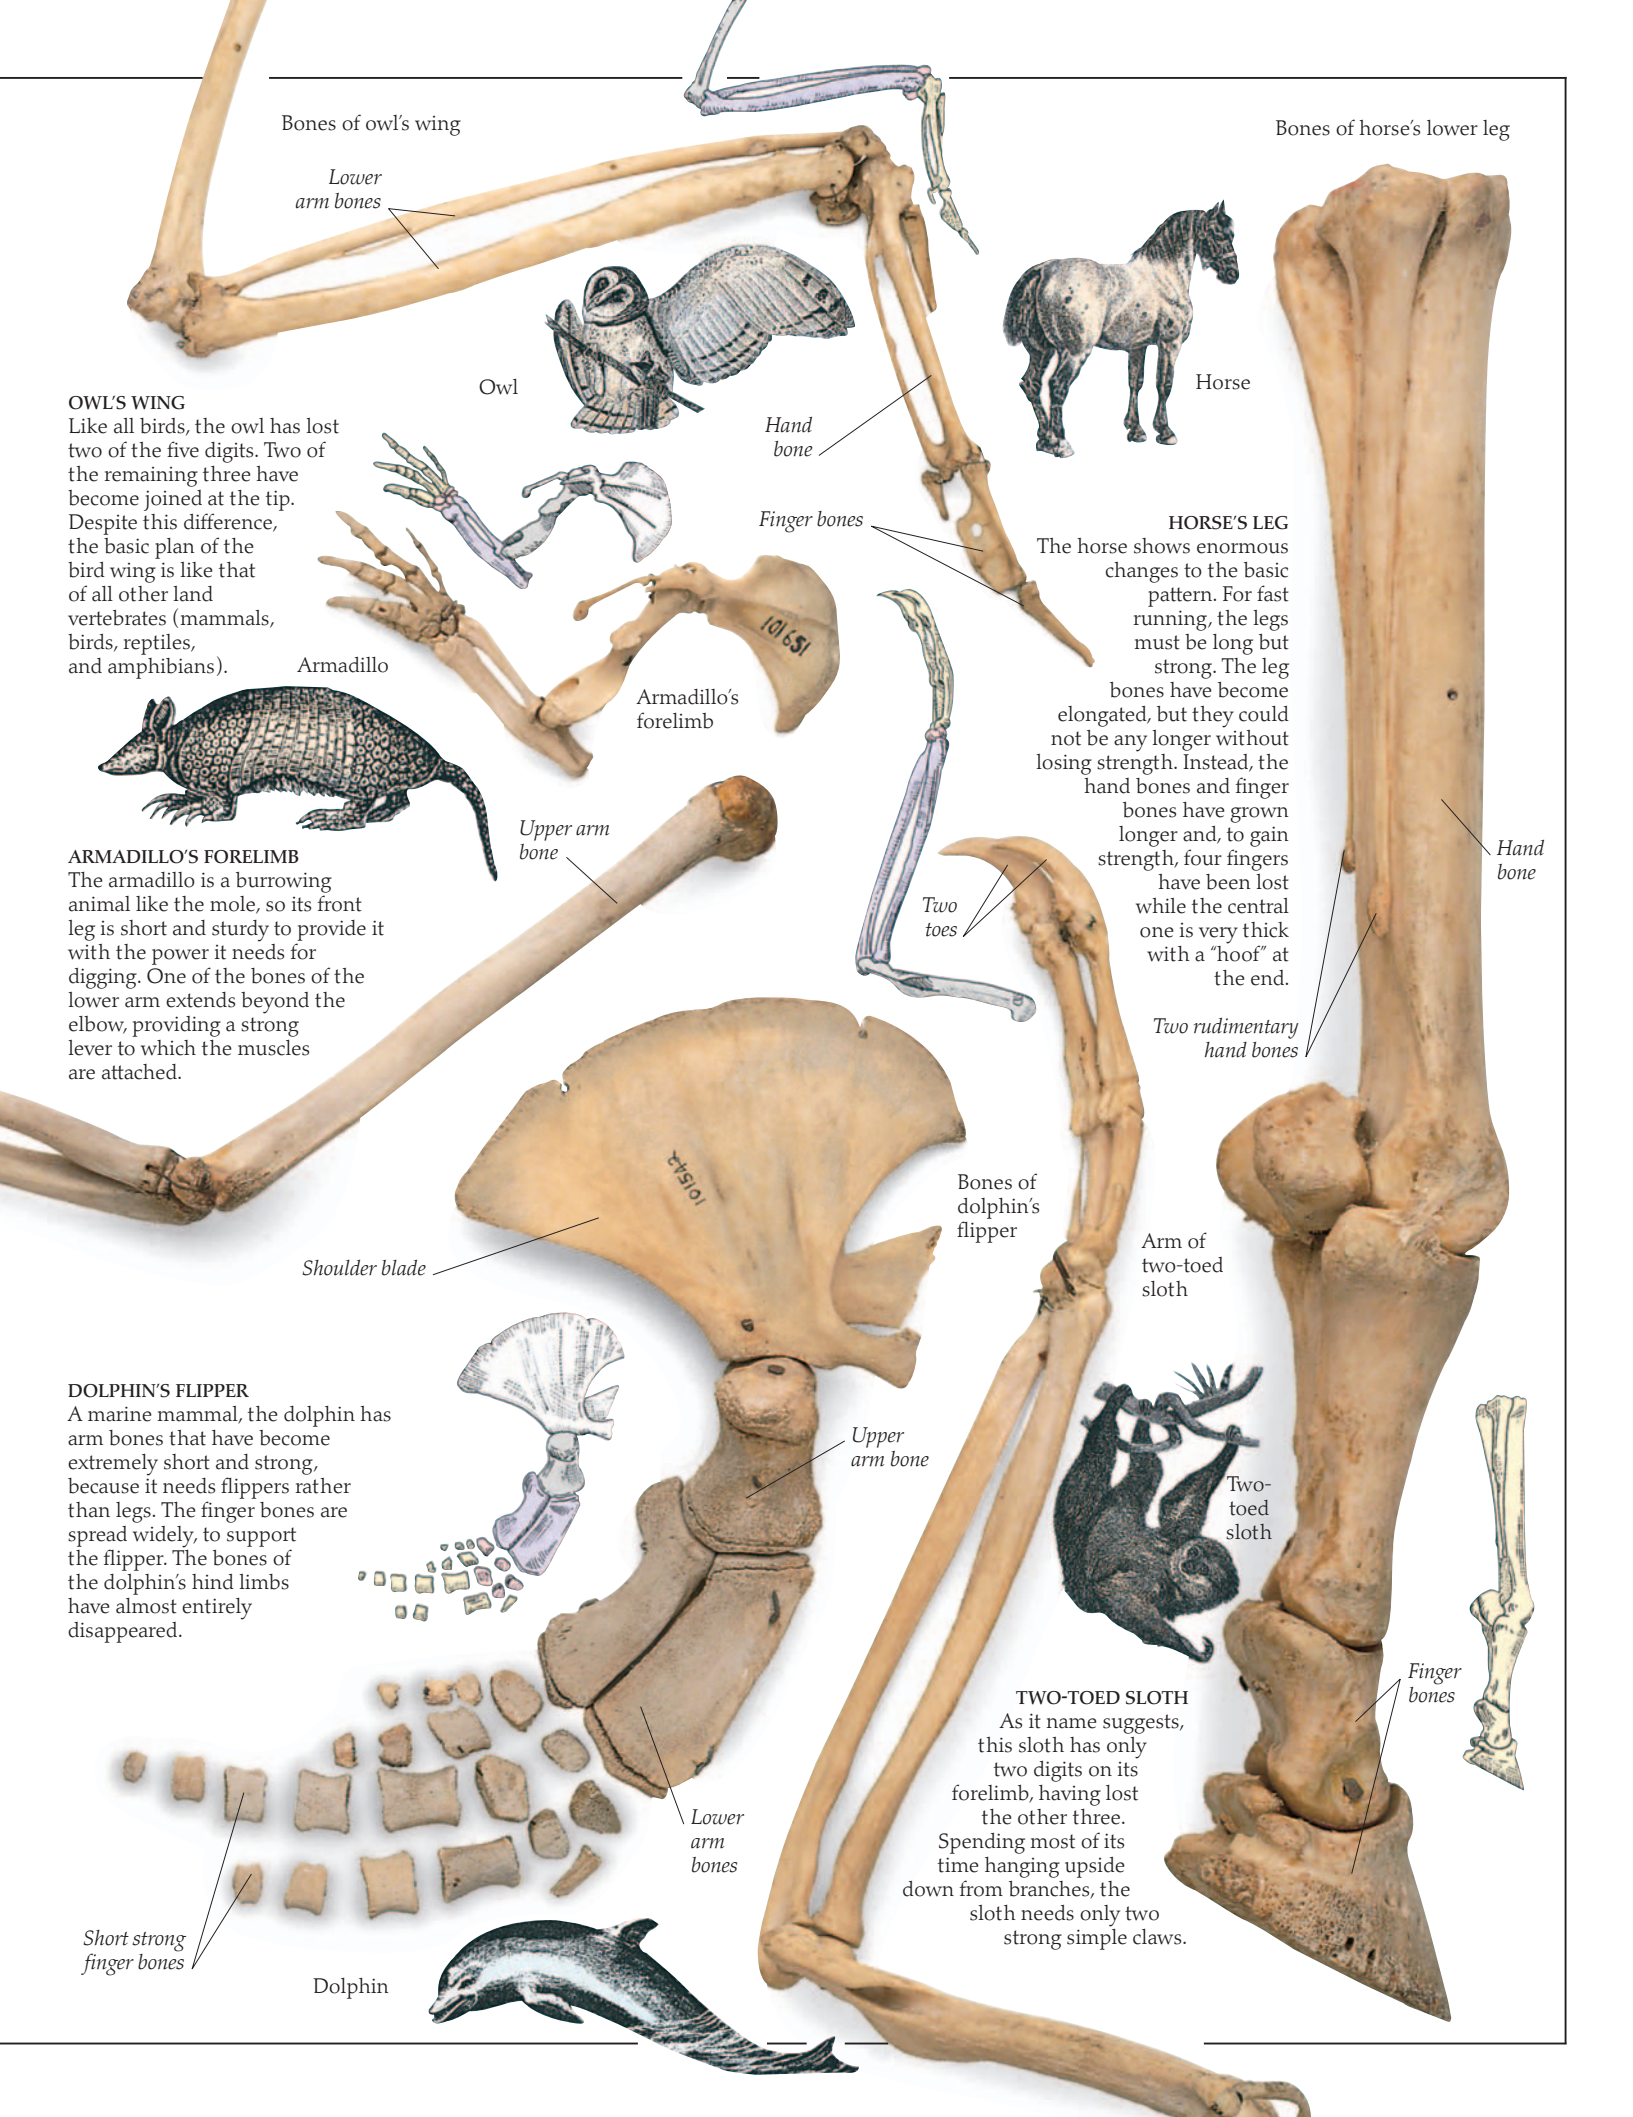 Bones of owl's wing
Bones of horse's lower leg
Lower
arm bones
Owl
Horse
Hand
bone
OWL'S WING
Like all birds, the owl has lost
two of the five digits. Two of
the remaining three have
become joined at the tip.
Despite this difference,
the basic plan of the
bird wing is like that
of all other land
vertebrates (mammals,
birds, reptiles,
and amphibians).
Finger bones
HORSE'S LEG
The horse shows enormous
changes to the basic
pattern. For fast
running, the legs
must be long but
strong. The leg
bones have become
elongated, but they could
not be any longer without
losing strength. Instead, the
hand bones and finger
bones have grown
longer and, to gain
strength, four fingers
have been lost
while the central
one is very thick
with a “hoof” at
the end.
Armadillo
Armadillo's
forelimb
159101
Upper arm
bone
ARMADILLO'S FORELIMB
The armadillo is a burrowing
animal like the mole, so its front
leg is short and sturdy to provide it
with the power it needs for
digging. One of the bones of the
lower arm extends beyond the
elbow, providing a strong
lever to which the muscles
are attached.
Two
toes
Hand
bone
Two rudimentary
hand bones
101542
Bones of
dolphin's
flipper
Shoulder blade
Arm of
two-toed
sloth
DOLPHIN'S FLIPPER
A marine mammal, the dolphin has
arm bones that have become
extremely short and strong,
because it needs flippers rather
than legs. The finger bones are
spread widely, to support
the flipper. The bones of
the dolphin's hind limbs
have almost entirely
disappeared.
Upper
arm bone
Two-
toed
sloth
Finger
bones
TWO-TOED SLOTH
As it name suggests,
this sloth has only
two digits on its
forelimb, having lost
the other three.
Spending most of its
time hanging upside
down from branches, the
sloth needs only two
strong simple claws.
Lower
arm
bones
Short strong
finger bones
Dolphin